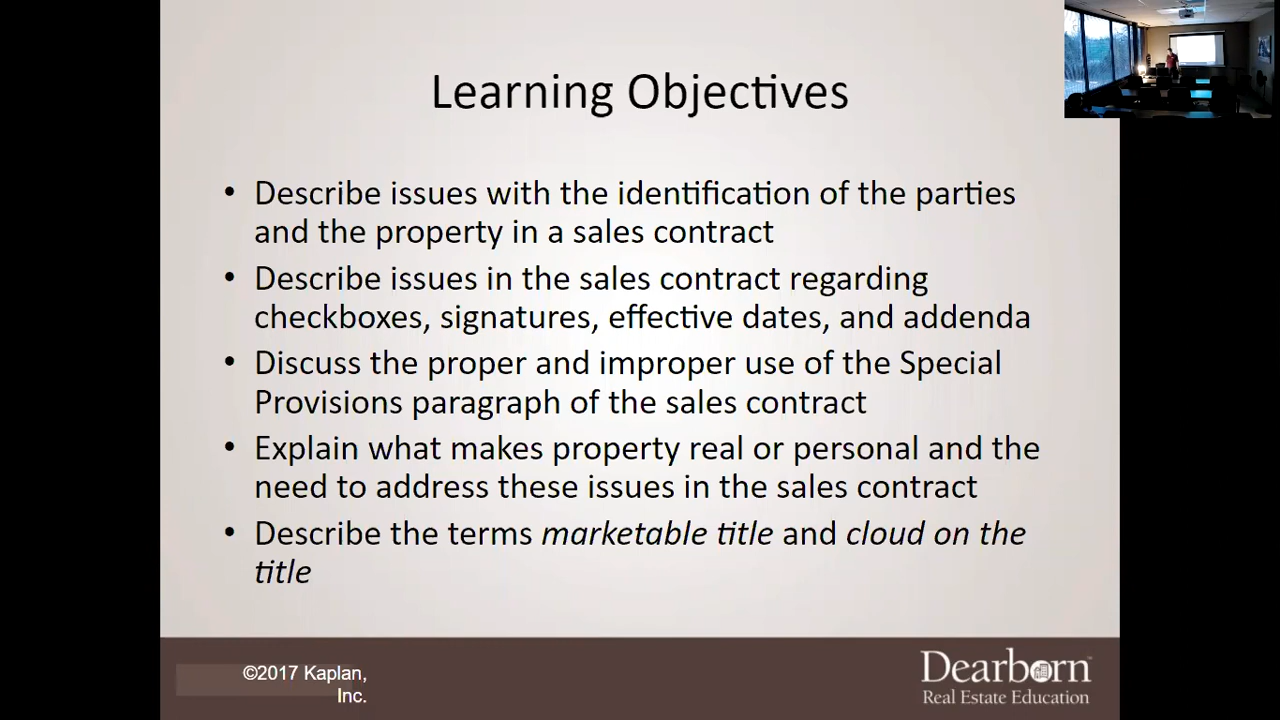 Learning Objectives
• Describe issues with the identification of the parties
and the property in a sales contract
• Describe issues in the sales contract regarding
checkboxes, signatures, effective dates, and addenda
• Discuss the proper and improper use of the Special
Provisions paragraph of the sales contract
• Explain what makes property real or personal and the
need to address these issues in the sales contract
• Describe the terms marketable title and cloud on the
title
©2017 Kaplan,
Inc.
Dearborn™
Real Estate Education